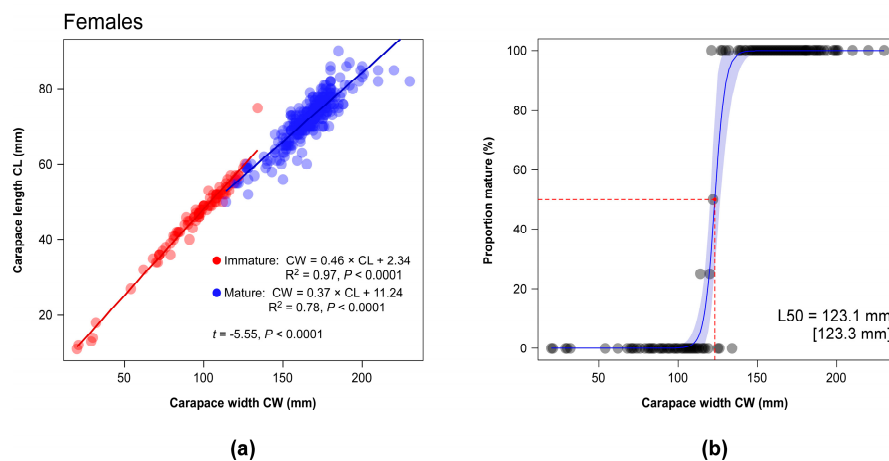 Females
Carapace length CL (mm)
80
60
40
20
Immature: CW = 0.46 × CL + 2.34
R² = 0.97, P < 0.0001
Mature: CW = 0.37 × CL + 11.24
R² = 0.78, P < 0.0001
t = -5.55, P < 0.0001
50 100 150 200
Carapace width CW (mm)
(a)
Proportion mature (%)
100
80
60
40
20
0
L50 = 123.1 mm
[123.3 mm]
50 100 150 200
Carapace width CW (mm)
(b)